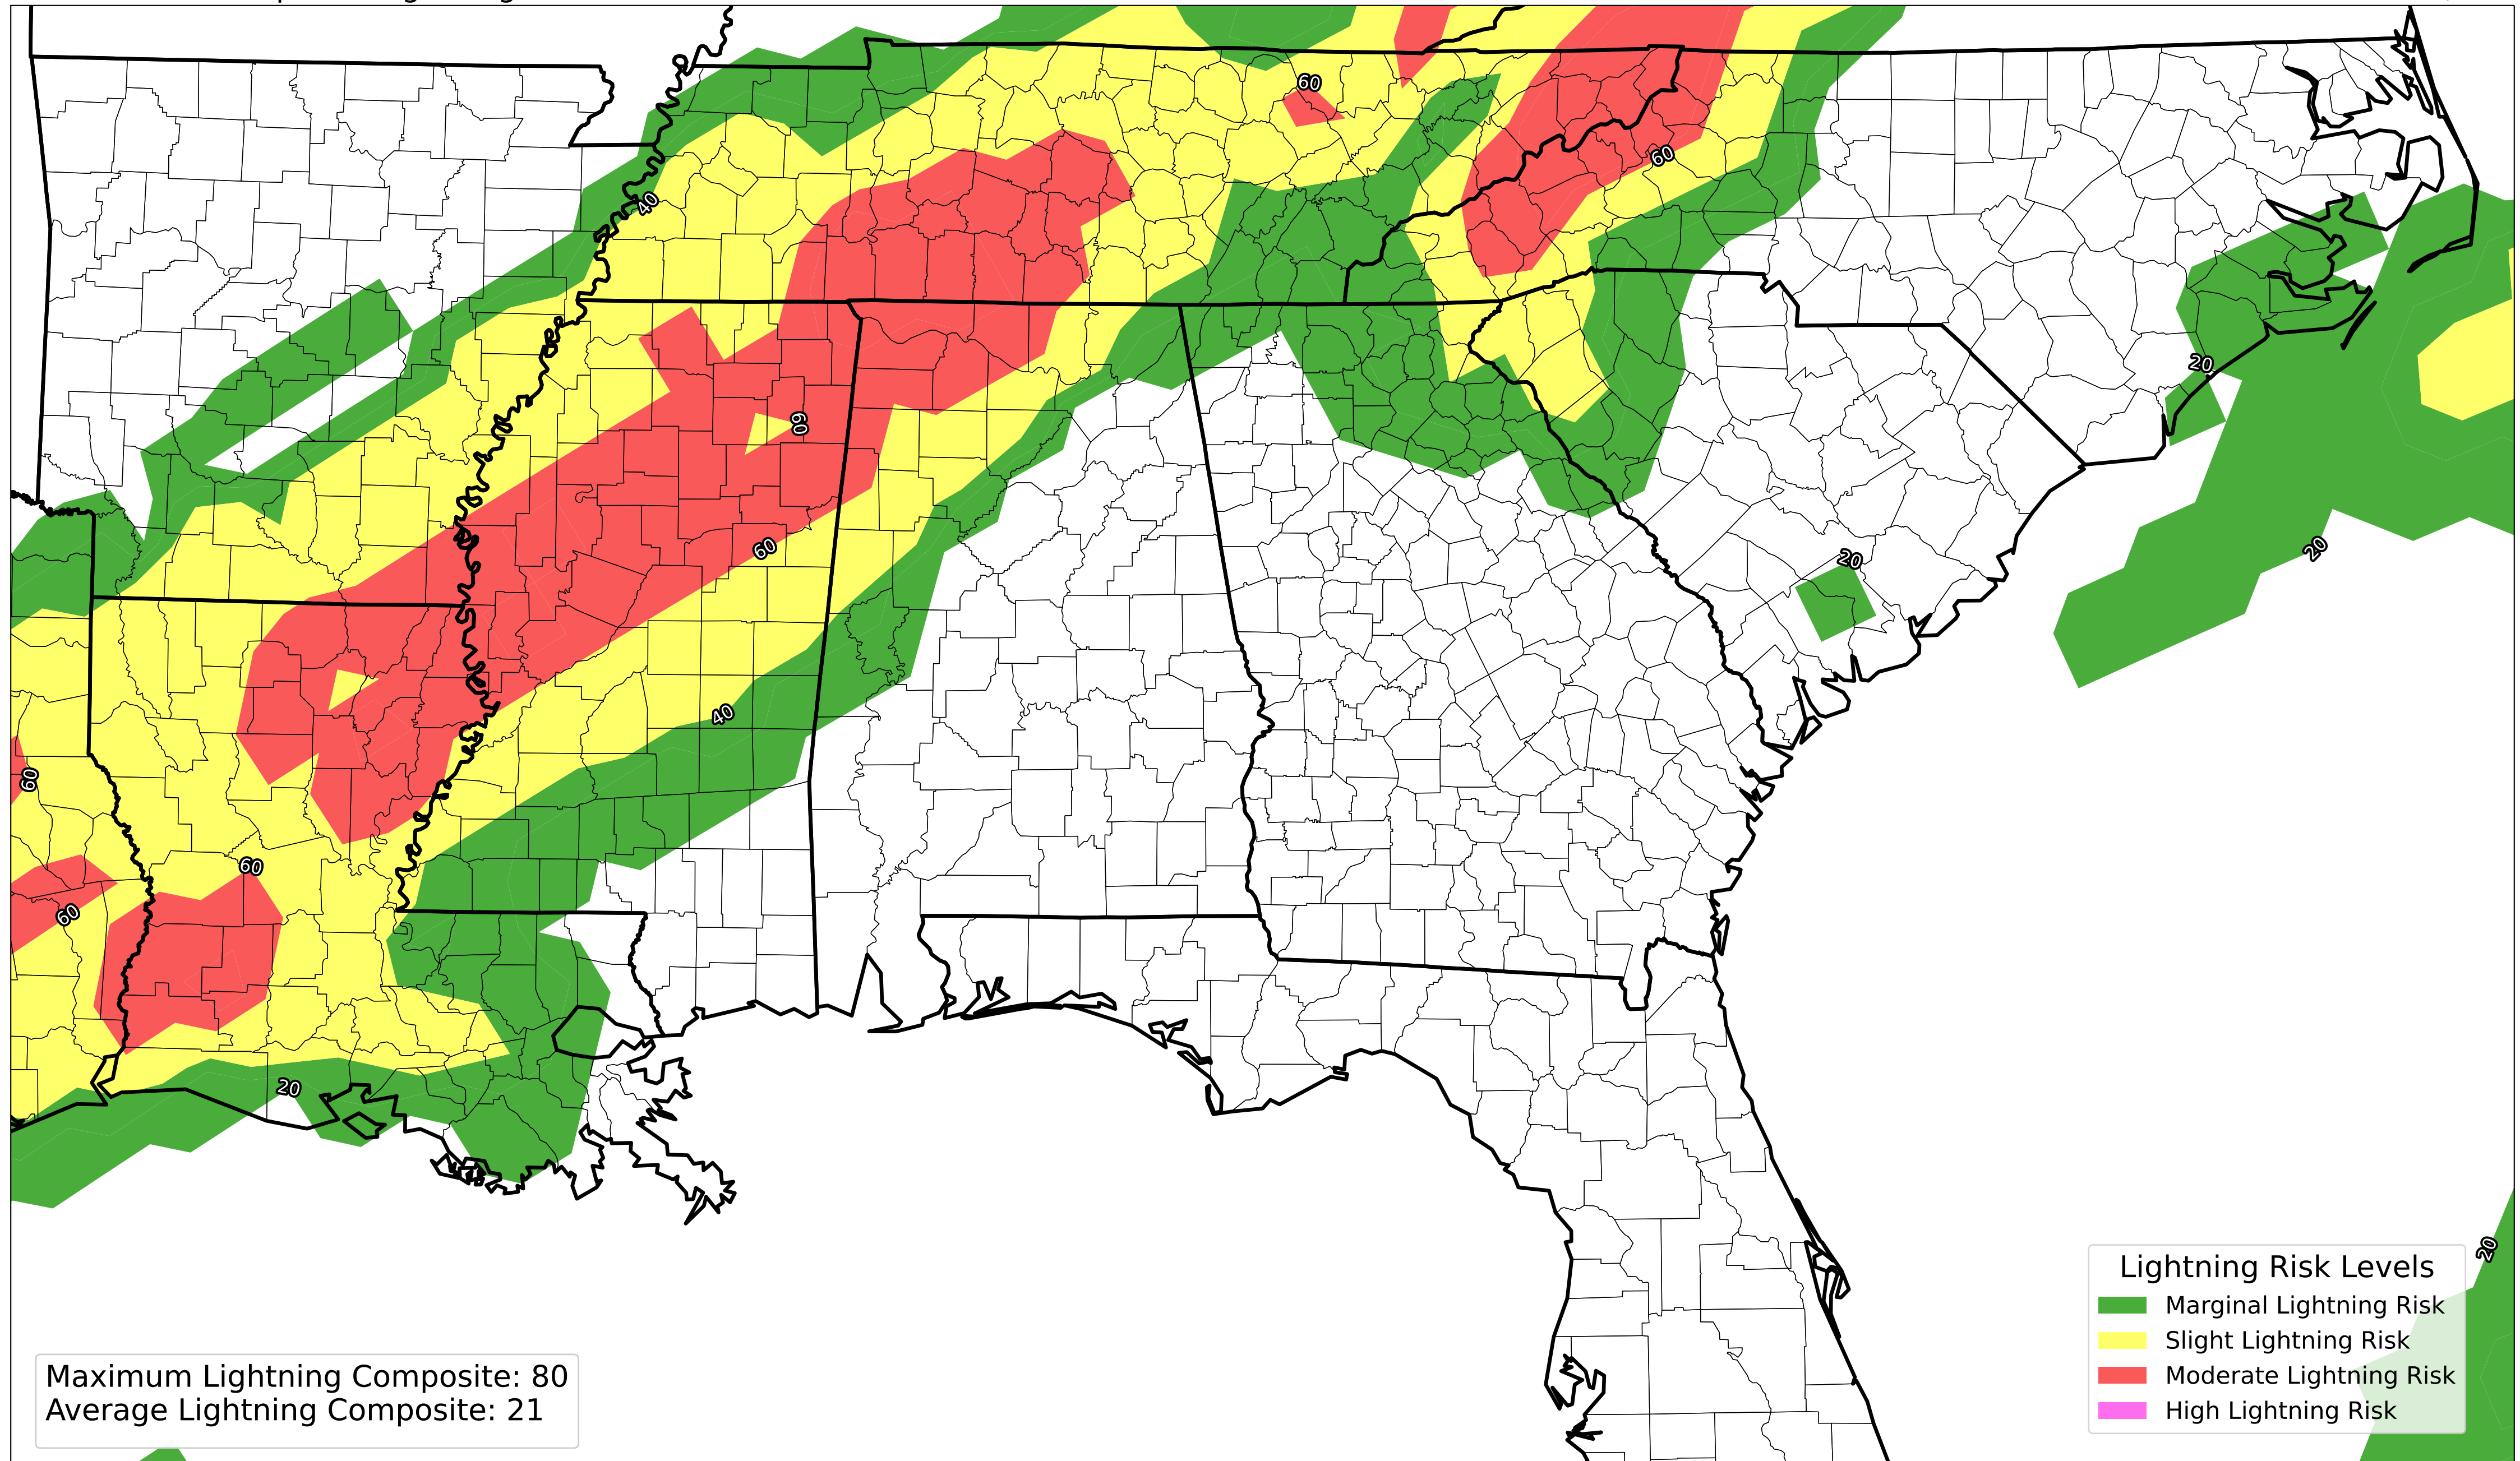 60
60
40
60
20
60
60
20
20
40
60
60
60
20
20
Lightning Risk Levels
Marginal Lightning Risk
Slight Lightning Risk
Moderate Lightning Risk
High Lightning Risk
Maximum Lightning Composite: 80
Average Lightning Composite: 21